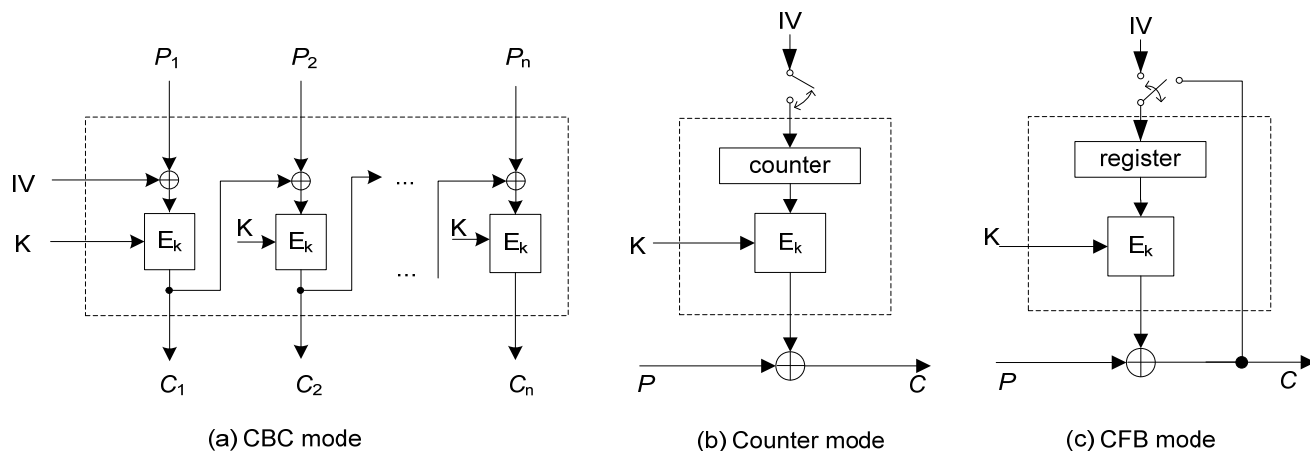 P1 P2 Pn
IV
K
K
K
Ek
Ek
Ek
...
...
C1 C2 Cn
(a) CBC mode
IV
counter
K
Ek
P
C
(b) Counter mode
IV
register
K
Ek
P
C
(c) CFB mode